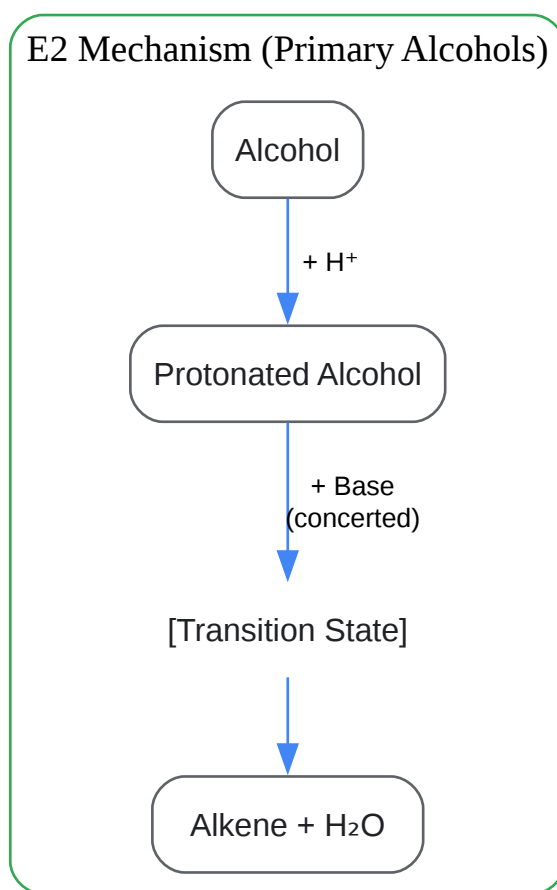 E2 Mechanism (Primary Alcohols)
Alcohol
+ H⁺
Protonated Alcohol
+ Base
(concerted)
[Transition State]
Alkene + H₂O